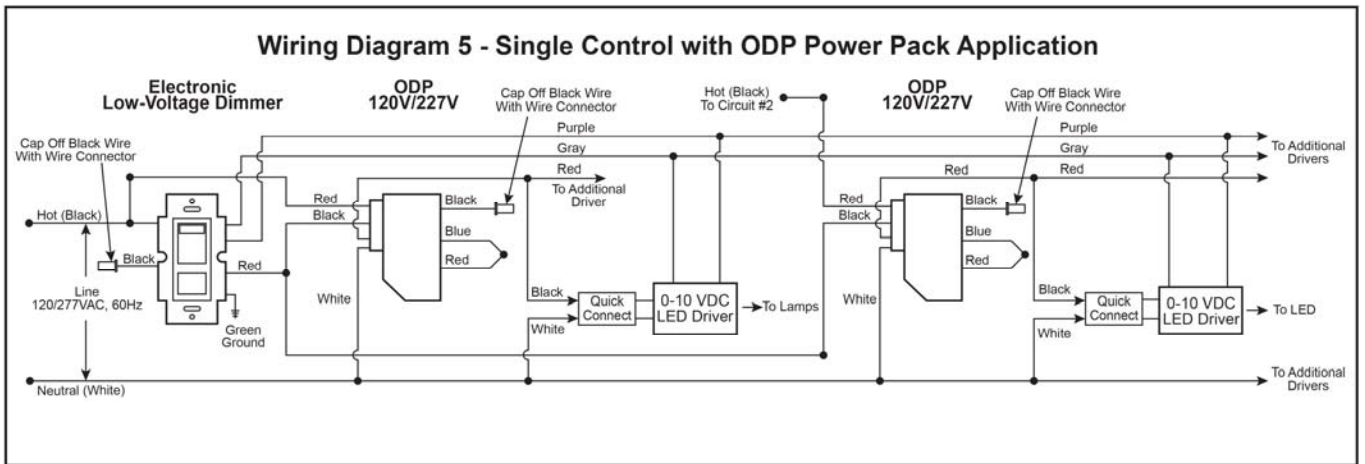 Wiring Diagram 5 - Single Control with ODP Power Pack Application
Electronic
Low-Voltage Dimmer
ODP
120V/227V
Cap Off Black Wire
With Wire Connector
Hot (Black)
To Circuit #2
ODP
120V/227V
Cap Off Black Wire
With Wire Connector
Cap Off Black Wire
With Wire Connector
Purple
Purple
Gray
Gray
To Additional
Drivers
Red
To Additional
Driver
Red
Red
Red
Black
Black
Blue
Red
Red
Black
Black
Blue
Red
Hot (Black)
Black
Red
Line
120/277VAC, 60Hz
Green
Ground
White
Black
White
Quick
Connect
0-10 VDC
LED Driver
To Lamps
White
Black
White
Quick
Connect
0-10 VDC
LED Driver
To LED
Neutral (White)
To Additional
Drivers